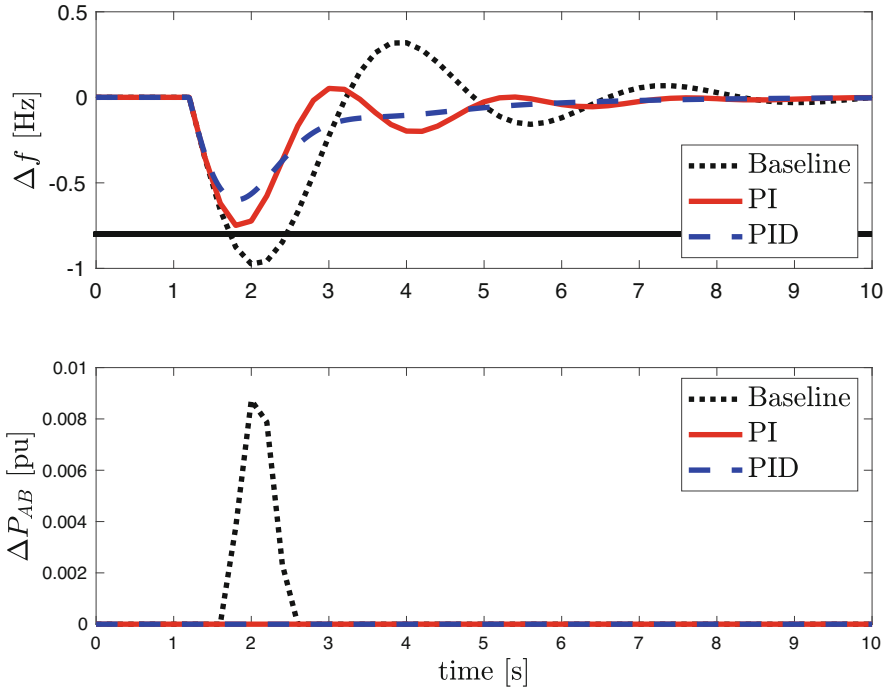 0.5
0
-0.5
-1
Δf [Hz]
Baseline
PI
PID
0 1 2 3 4 5 6 7 8 9 10
0.01
0.008
0.006
0.004
0.002
0
ΔP_AB [pu]
Baseline
PI
PID
0 1 2 3 4 5 6 7 8 9 10
time [s]